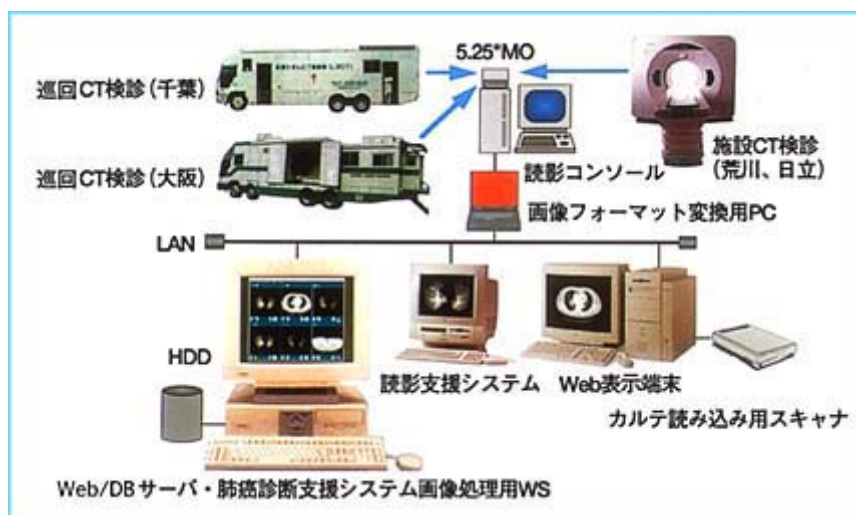 5.25"MO
巡回CT検診(千葉)
巡回CT検診(大阪)
施設CT検診
(荒川、日立)
読影コンソール
画像フォーマット変換用PC
LAN
HDD
読影支援システム
Web表示端末
カルテ読み込み用スキャナ
Web/DBサーバ・肺癌診断支援システム画像処理用WS